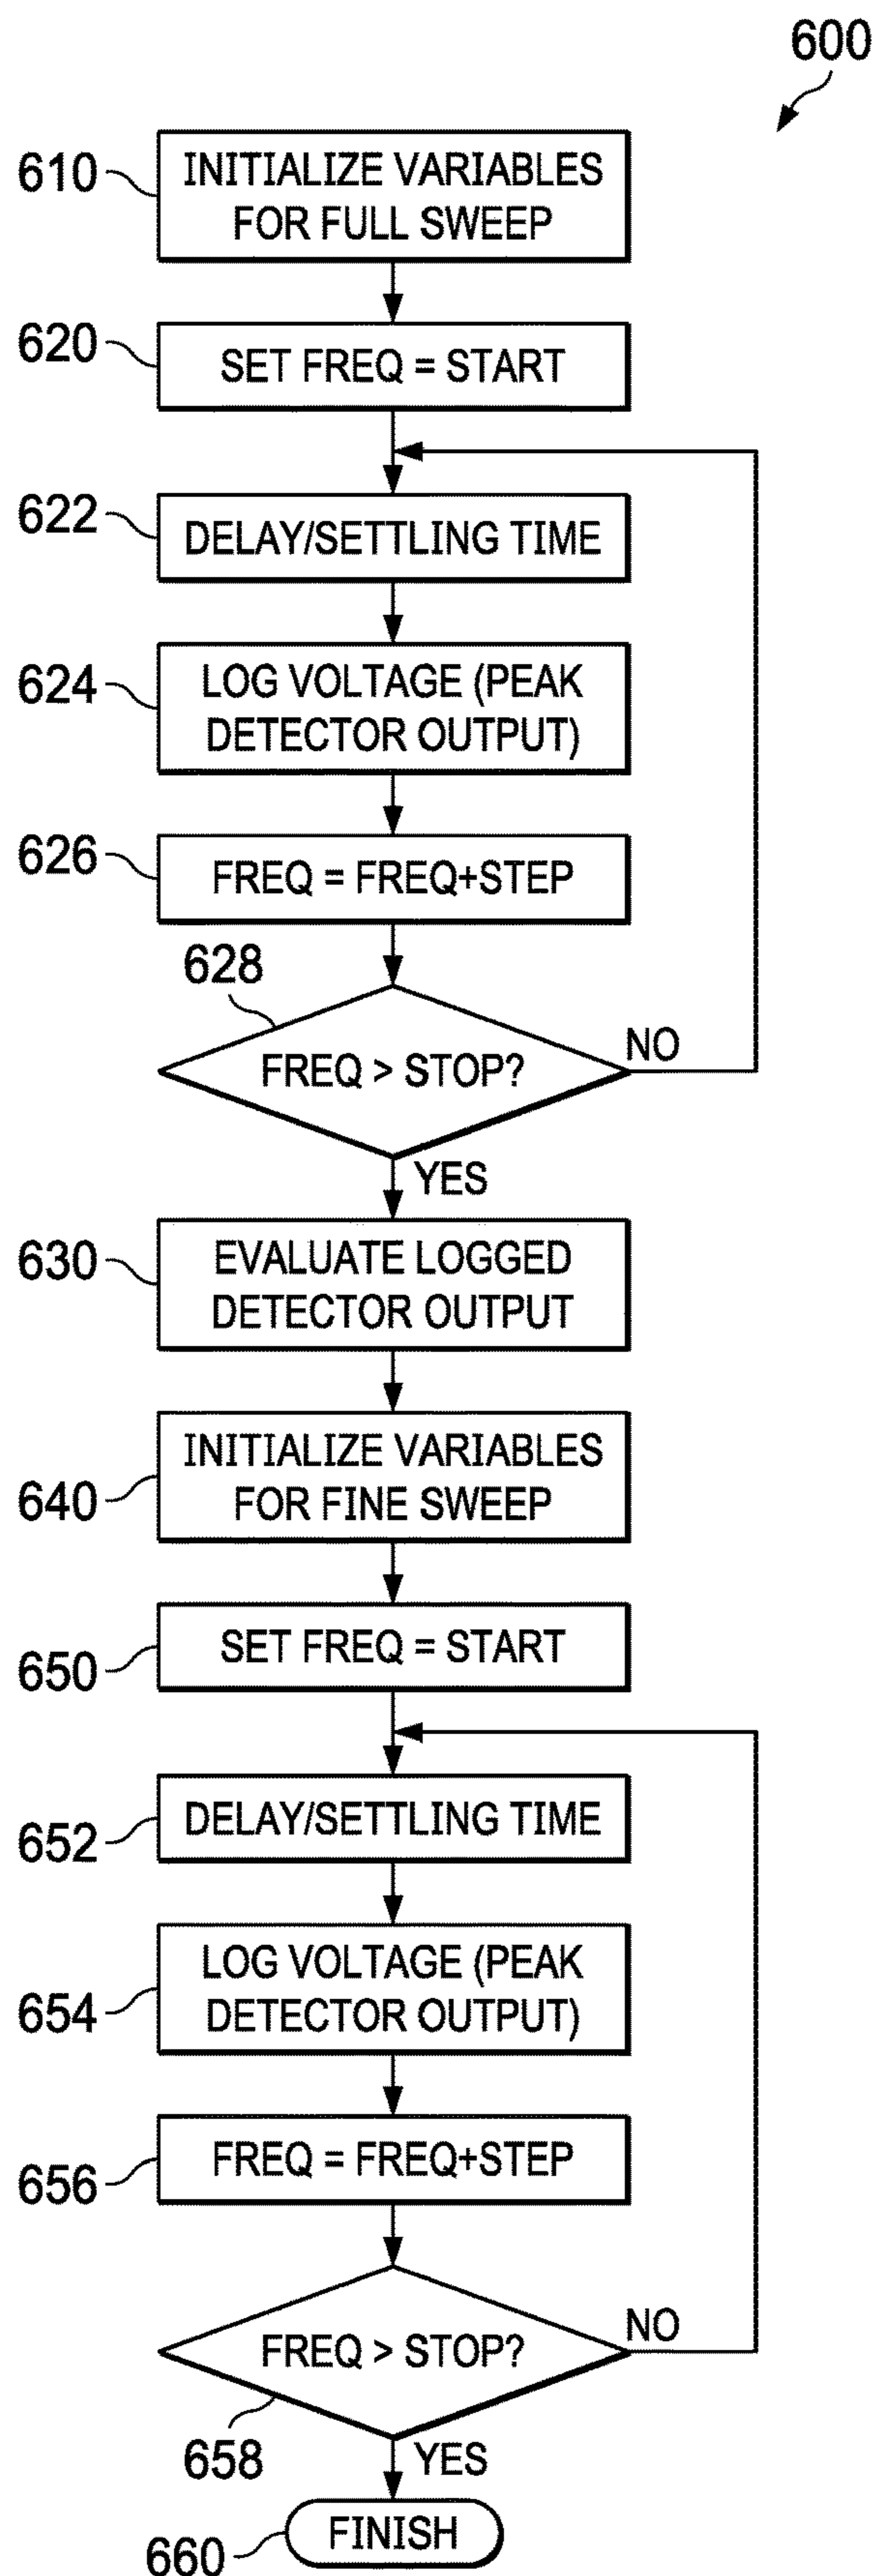 600
610
INITIALIZE VARIABLES
FOR FULL SWEEP
620
SET FREQ = START
622
DELAY/SETTLING TIME
624
LOG VOLTAGE (PEAK
DETECTOR OUTPUT)
626
FREQ = FREQ+STEP
628
FREQ > STOP?
NO
YES
630
EVALUATE LOGGED
DETECTOR OUTPUT
640
INITIALIZE VARIABLES
FOR FINE SWEEP
650
SET FREQ = START
652
DELAY/SETTLING TIME
654
LOG VOLTAGE (PEAK
DETECTOR OUTPUT)
656
FREQ = FREQ+STEP
FREQ > STOP?
NO
658
YES
660
FINISH